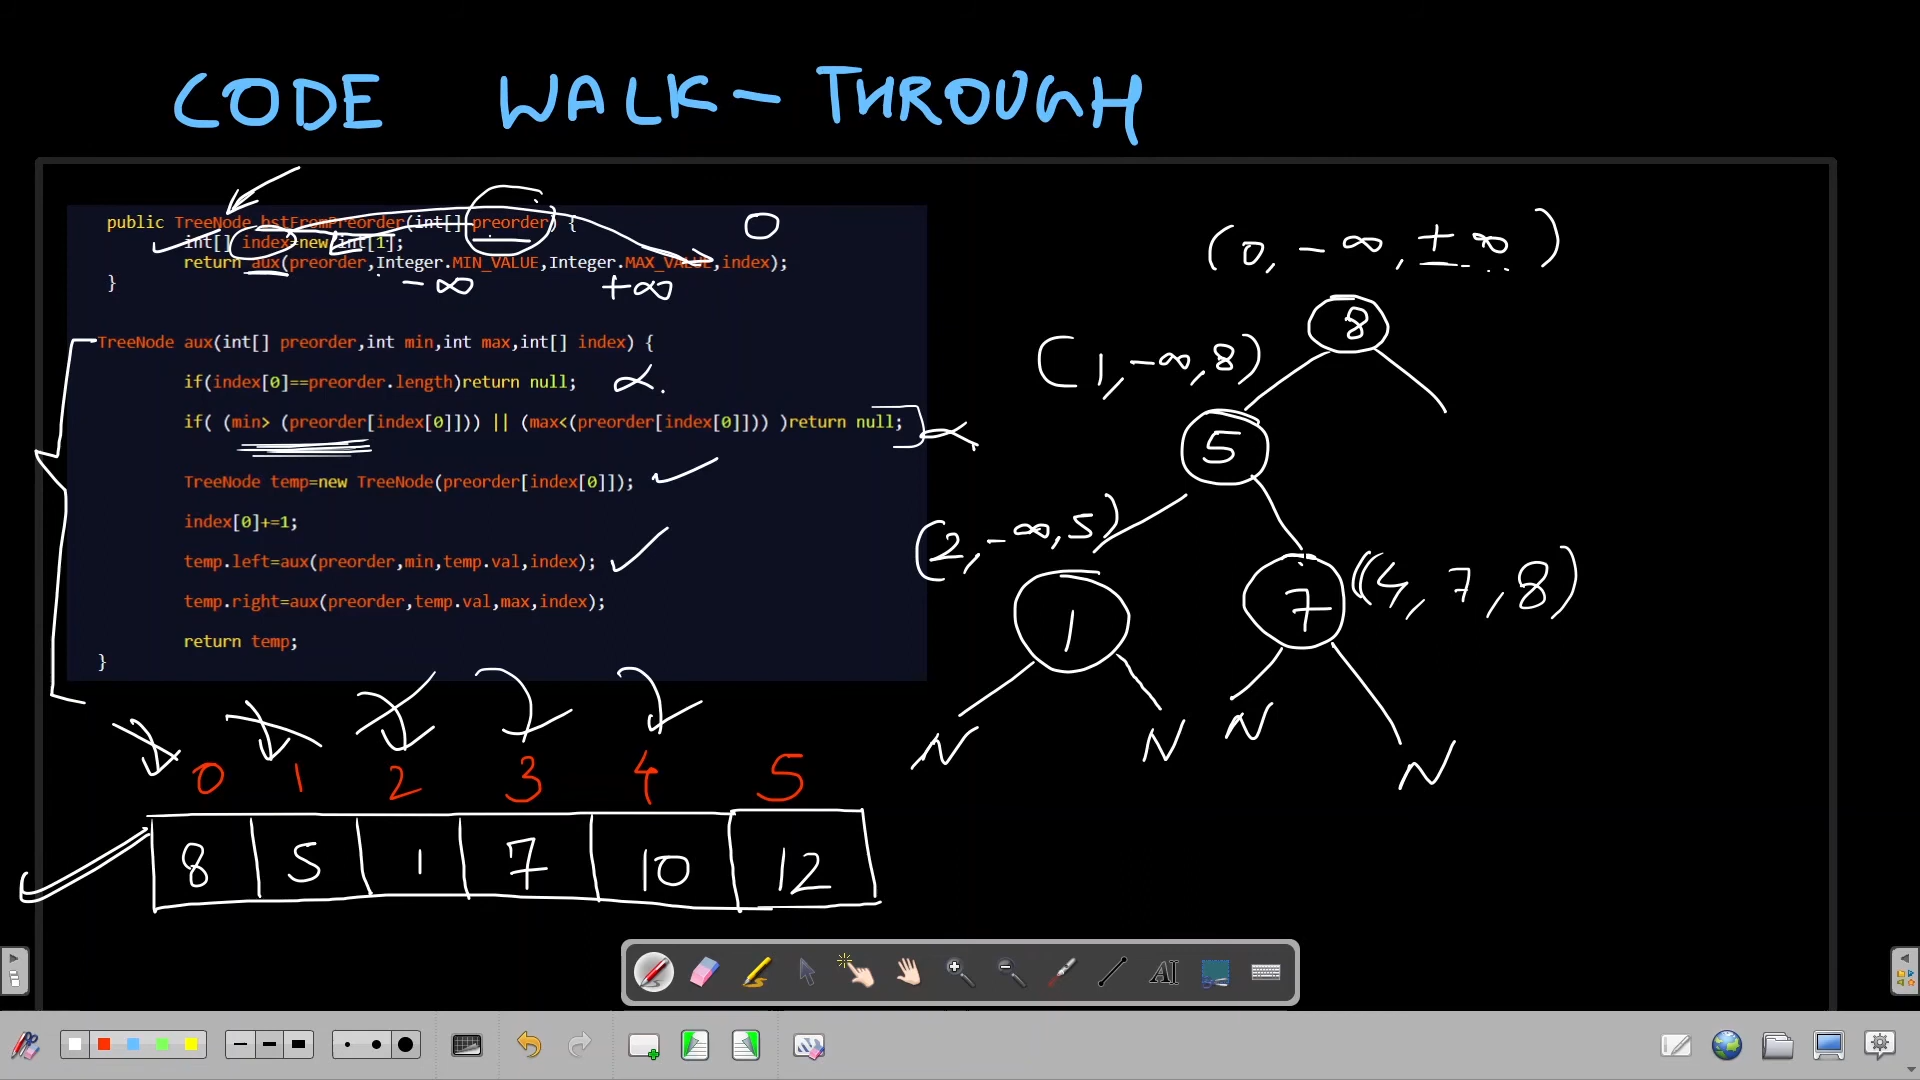 CODE WALK-THROUGH
public TreeNode bstFromPreorder(int[] preorder) {
0
int[] index=new int[1];
return aux(preorder,Integer.MIN_VALUE,Integer.MAX_VALUE,index);
-∞ +∞
}
TreeNode aux(int[] preorder,int min,int max,int[] index) {
if(index[0]==preorder.length)return null;
if( (min> (preorder[index[0]])) || (max<(preorder[index[0]])) )return null;
TreeNode temp=new TreeNode(preorder[index[0]]);
index[0]+=1;
temp.left=aux(preorder,min,temp.val,index);
temp.right=aux(preorder,temp.val,max,index);
return temp;
}
(0, -∞, +∞)
8
(1, -∞, 8)
5
(2, -∞, 5)
1
7 (4, 7, 8)
N N N N
0 1 2 3 4 5
8 5 1 7 10 12
AI